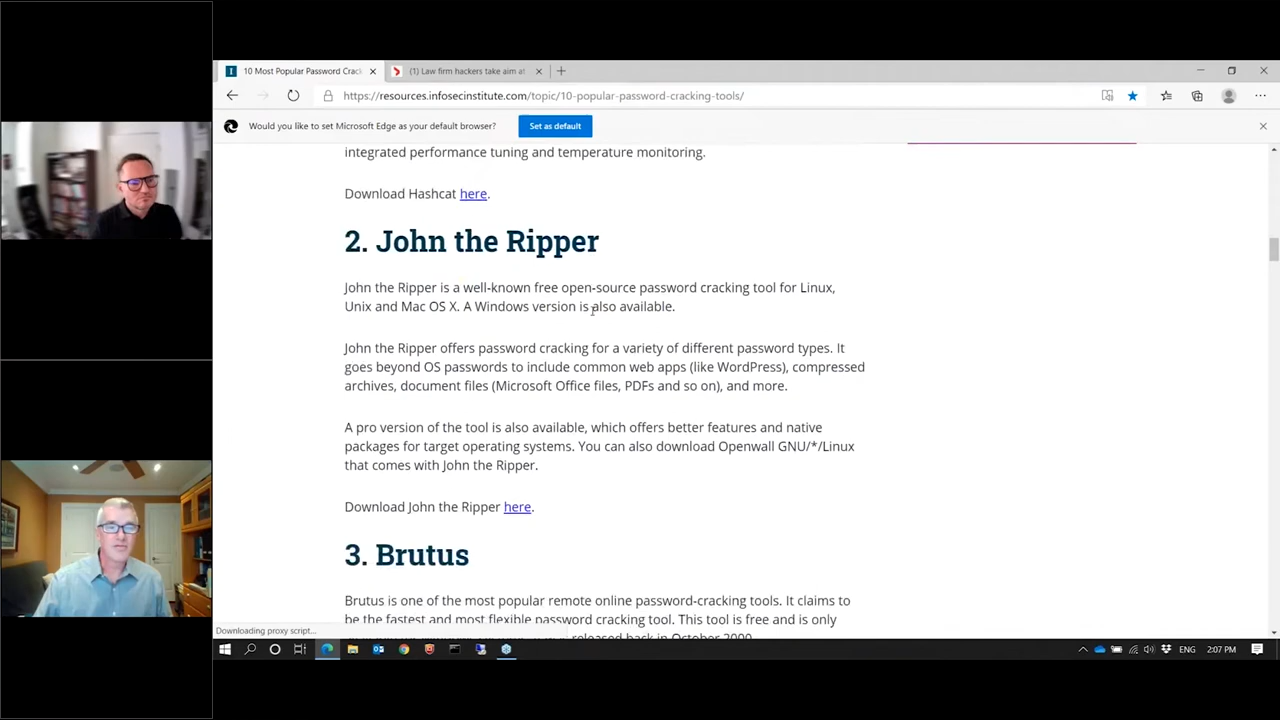 10 Most Popular Password Crac
(1) Law firm hackers take aim at
https://resources.infosecinstitute.com/topic/10-popular-password-cracking-tools/
Would you like to set Microsoft Edge as your default browser?
Set as default
integrated performance tuning and temperature monitoring.
Download Hashcat here.
2. John the Ripper
John the Ripper is a well-known free open-source password cracking tool for Linux,
Unix and Mac OS X. A Windows version is also available.
John the Ripper offers password cracking for a variety of different password types. It
goes beyond OS passwords to include common web apps (like WordPress), compressed
archives, document files (Microsoft Office files, PDFs and so on), and more.
A pro version of the tool is also available, which offers better features and native
packages for target operating systems. You can also download Openwall GNU/*/Linux
that comes with John the Ripper.
Download John the Ripper here.
3. Brutus
Brutus is one of the most popular remote online password-cracking tools. It claims to
be the fastest and most flexible password cracking tool. This tool is free and is only
released back in October 2000.
Downloading proxy script...
ENG
2:07 PM